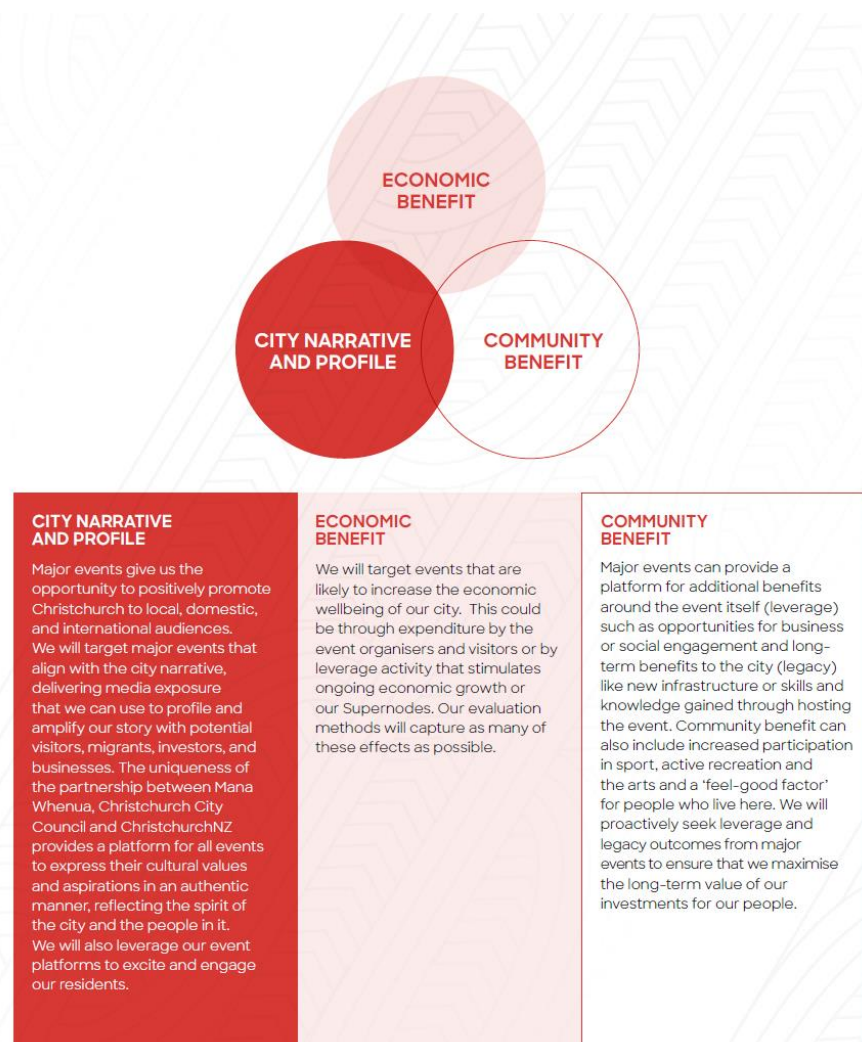 ECONOMIC
BENEFIT
CITY NARRATIVE
AND PROFILE
COMMUNITY
BENEFIT
CITY NARRATIVE
AND PROFILE
Major events give us the
opportunity to positively promote
Christchurch to local, domestic,
and international audiences.
We will target major events that
align with the city narrative,
delivering media exposure
that we can use to profile and
amplify our story with potential
visitors, migrants, investors, and
businesses. The uniqueness of
the partnership between Mana
Whenua, Christchurch City
Council and ChristchurchNZ
provides a platform for all events
to express their cultural values
and aspirations in an authentic
manner, reflecting the spirit of
the city and the people in it.
We will also leverage our event
platforms to excite and engage
our residents.
ECONOMIC
BENEFIT
We will target events that are
likely to increase the economic
wellbeing of our city.  This could
be through expenditure by the
event organisers and visitors or by
leverage activity that stimulates
ongoing economic growth or
our Supernodes. Our evaluation
methods will capture as many of
these effects as possible.
COMMUNITY
BENEFIT
Major events can provide a
platform for additional benefits
around the event itself (leverage)
such as opportunities for business
or social engagement and long-
term benefits to the city (legacy)
like new infrastructure or skills and
knowledge gained through hosting
the event. Community benefit can
also include increased participation
in sport, active recreation and
the arts and a ‘feel-good factor’
for people who live here. We will
proactively seek leverage and
legacy outcomes from major
events to ensure that we maximise
the long-term value of our
investments for our people.